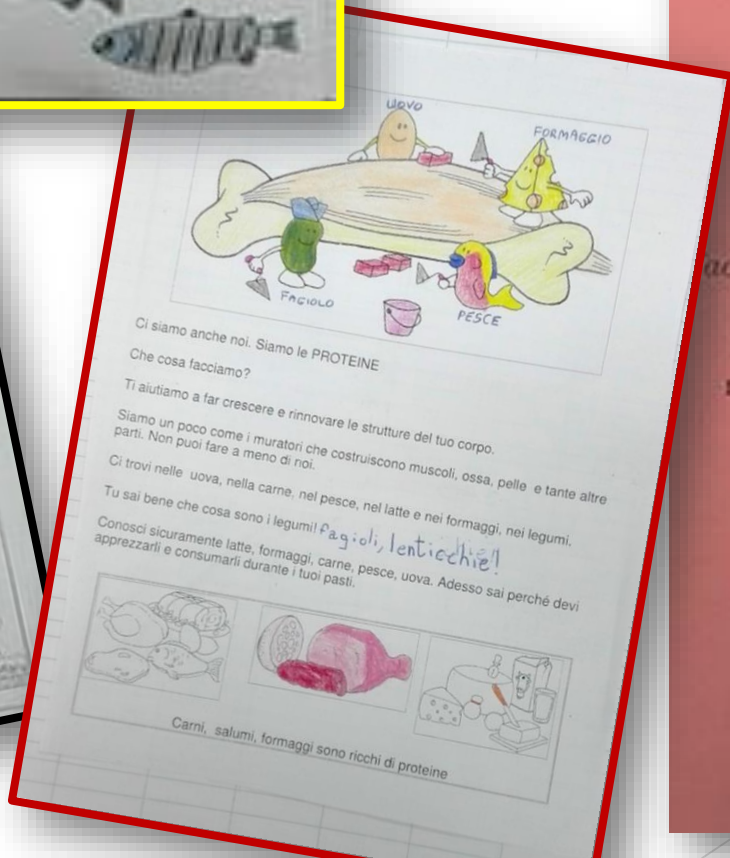 UOVO
FORMAGGIO
FAGIOLO
PESCE
Ci siamo anche noi. Siamo le PROTEINE
Che cosa facciamo?
Ti aiutiamo a far crescere e rinnovare le strutture del tuo corpo.
Siamo un poco come i muratori che costruiscono muscoli, ossa, pelle e tante altre
parti. Non puoi fare a meno di noi.
Ci trovi nelle uova, nella carne, nel pesce, nel latte e nei formaggi, nei legumi.
Tu sai bene che cosa sono i legumi! fagioli, lenticchie!
Conosci sicuramente latte, formaggi, carne, pesce, uova. Adesso sai perché devi
apprezzarli e consumarli durante i tuoi pasti.
Carni, salumi, formaggi sono ricchi di proteine